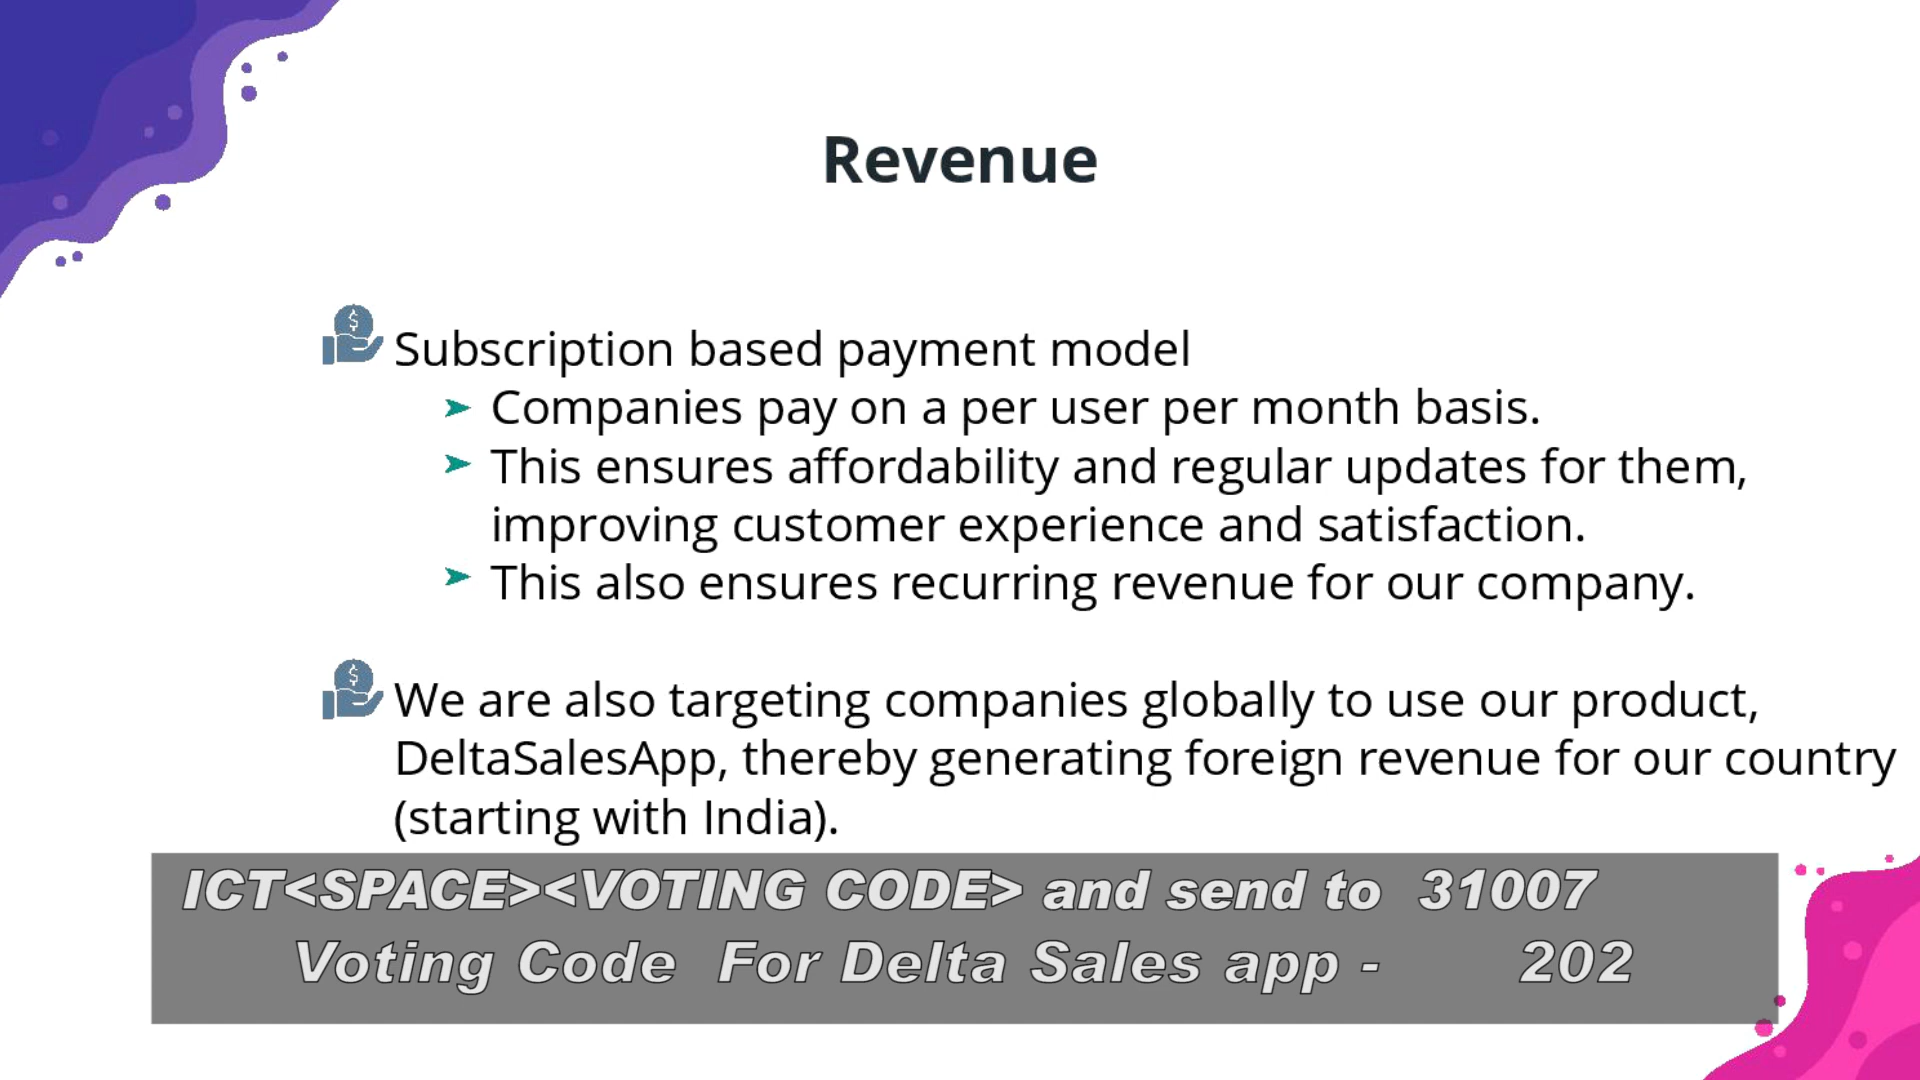 Revenue
Subscription based payment model
➤ Companies pay on a per user per month basis.
➤ This ensures affordability and regular updates for them,
improving customer experience and satisfaction.
➤ This also ensures recurring revenue for our company.
We are also targeting companies globally to use our product,
DeltaSalesApp, thereby generating foreign revenue for our country
(starting with India).
ICT<SPACE><VOTING CODE> and send to 31007
Voting Code For Delta Sales app - 202